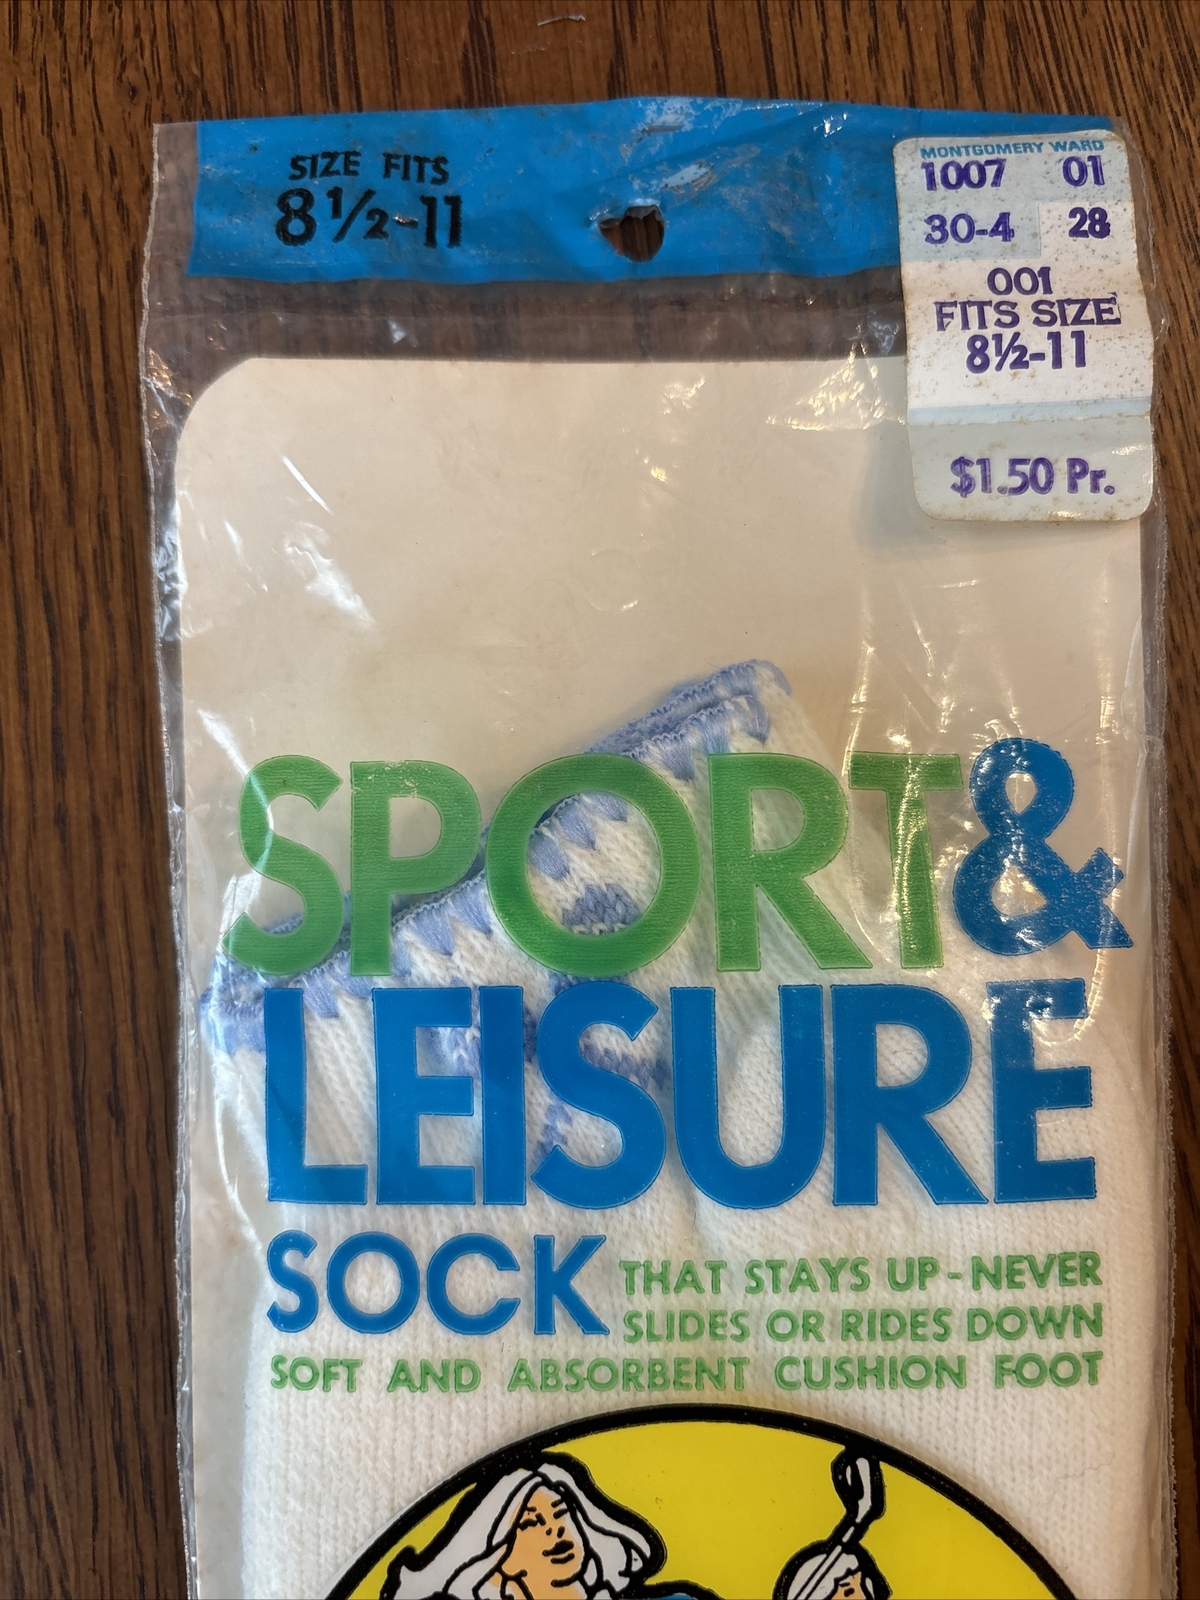 SIZE FITS
8½-11
MONTGOMERY WARD
1007 01
30-4 28
001
FITS SIZE
8½-11
$1.50 Pr.
SPORT&
LEISURE
SOCK
THAT STAYS UP-NEVER
SLIDES OR RIDES DOWN
SOFT AND ABSORBENT CUSHION FOOT